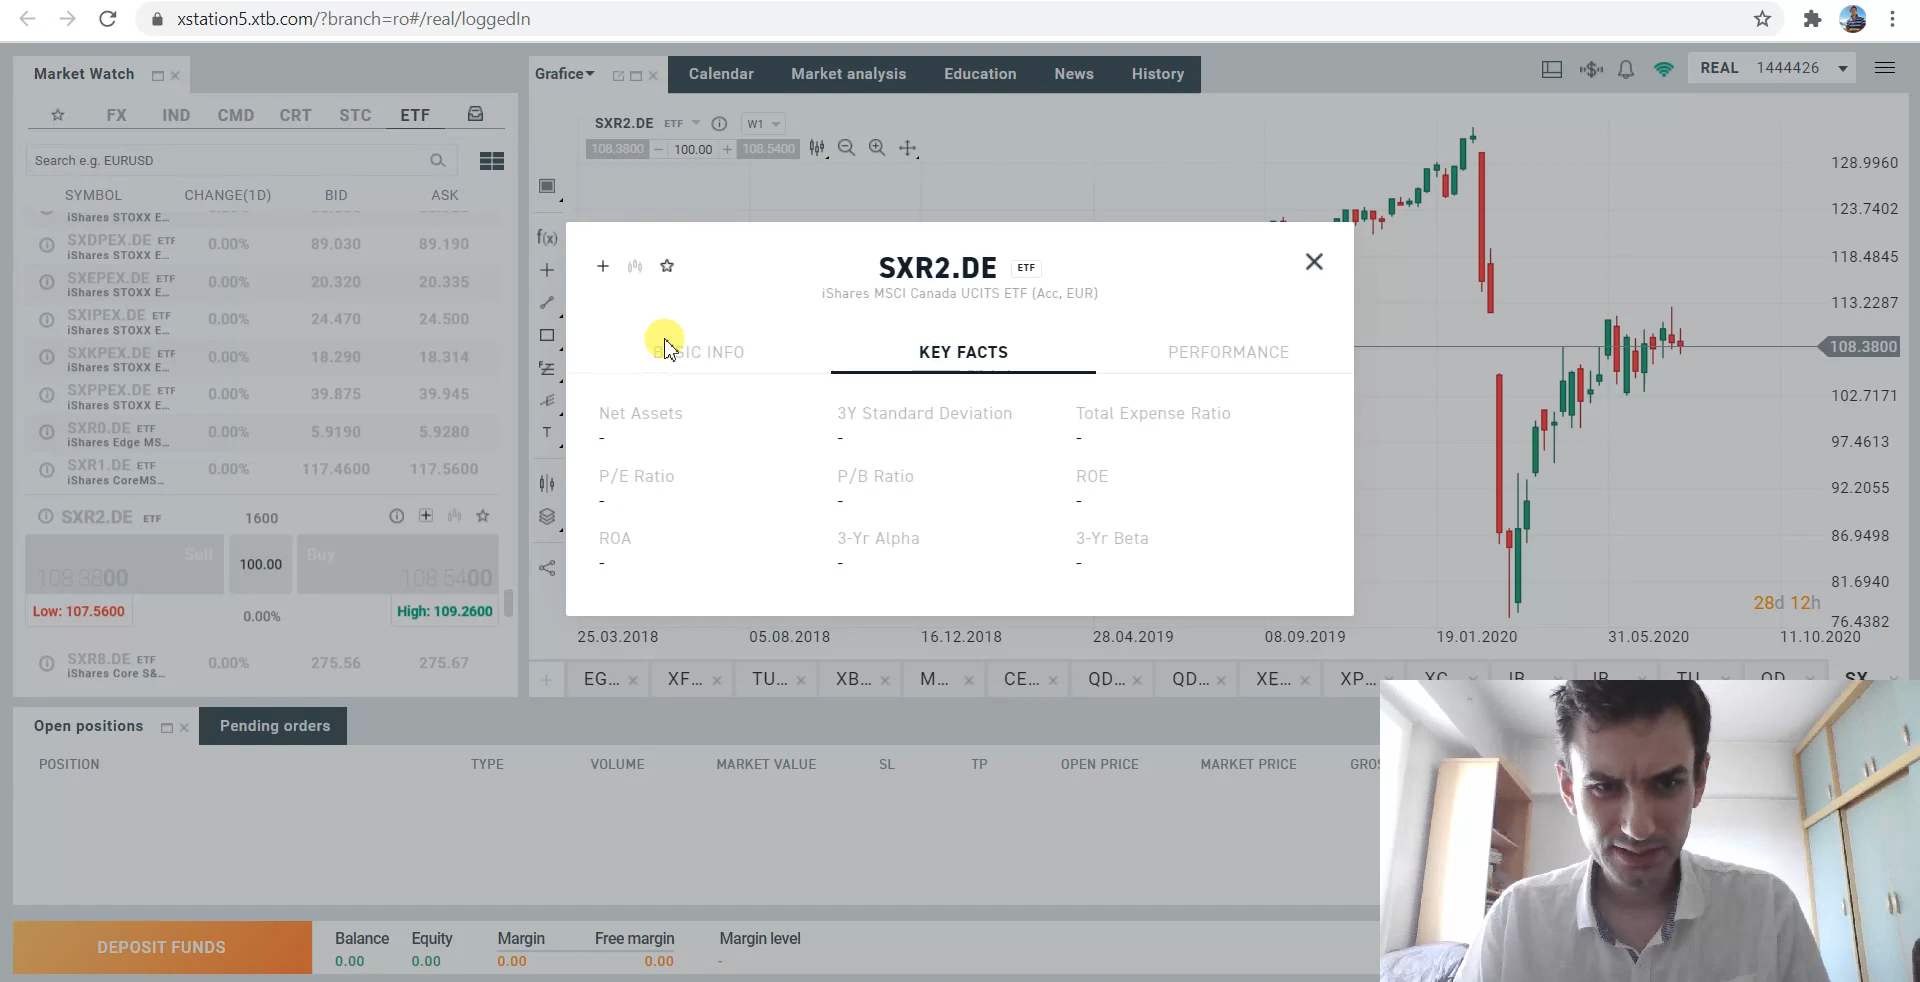 xstation5.xtb.com/?branch=ro#/real/loggedIn
Market Watch
Grafice
Calendar
Market analysis
Education
News
History
REAL 1444426
FX IND CMD CRT STC ETF
Search e.g. EURUSD
SYMBOL CHANGE(1D) BID ASK
iShares STOXX E...
SXDPEX.DE ETF 0.00% 89.030 89.190
iShares STOXX E...
SXEPEX.DE ETF 0.00% 20.320 20.335
iShares STOXX E...
SXIPEX.DE ETF 0.00% 24.470 24.500
iShares STOXX E...
SXKPEX.DE ETF 0.00% 18.290 18.314
iShares STOXX E...
SXPPEX.DE ETF 0.00% 39.875 39.945
iShares STOXX E...
SXR0.DE ETF 0.00% 5.9190 5.9280
iShares Edge MS...
SXR1.DE ETF 0.00% 117.4600 117.5600
iShares CoreMS...
SXR2.DE ETF 1600
Sell
108.3800
100.00
Buy
108.5400
Low: 107.5600
0.00%
High: 109.2600
SXR8.DE ETF 0.00% 275.56 275.67
iShares Core S&...
SXR2.DE ETF W1
108.3800 − 100.00 + 108.5400
f(x)
T
SXR2.DE ETF
iShares MSCI Canada UCITS ETF (Acc, EUR)
KEY FACTS
PERFORMANCE
Net Assets
-
3Y Standard Deviation
-
Total Expense Ratio
-
P/E Ratio
-
P/B Ratio
-
ROE
-
ROA
-
3-Yr Alpha
-
3-Yr Beta
-
128.9960
123.7402
118.4845
113.2287
108.3800
102.7171
97.4613
92.2055
86.9498
81.6940
76.4382
28d 12h
25.03.2018 05.08.2018 16.12.2018 28.04.2019 08.09.2019 19.01.2020 31.05.2020 11.10.2020
EG... XF... TU... XB... M... CE... QD... QD... XE... XP...
Open positions
Pending orders
POSITION TYPE VOLUME MARKET VALUE SL TP OPEN PRICE MARKET PRICE
DEPOSIT FUNDS
Balance
0.00
Equity
0.00
Margin
0.00
Free margin
0.00
Margin level
-